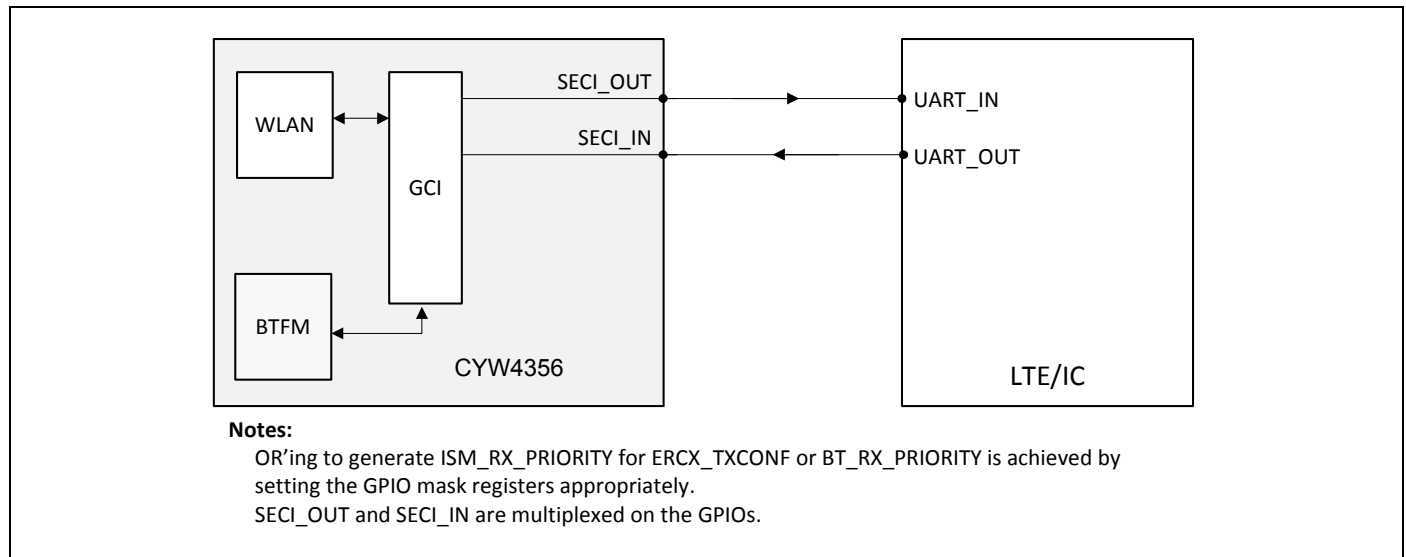 SECI_OUT
UART_IN
WLAN
SECI_IN
UART_OUT
GCI
BTFM
CYW4356
LTE/IC
Notes:
OR’ing to generate ISM_RX_PRIORITY for ERCX_TXCONF or BT_RX_PRIORITY is achieved by
setting the GPIO mask registers appropriately.
SECI_OUT and SECI_IN are multiplexed on the GPIOs.